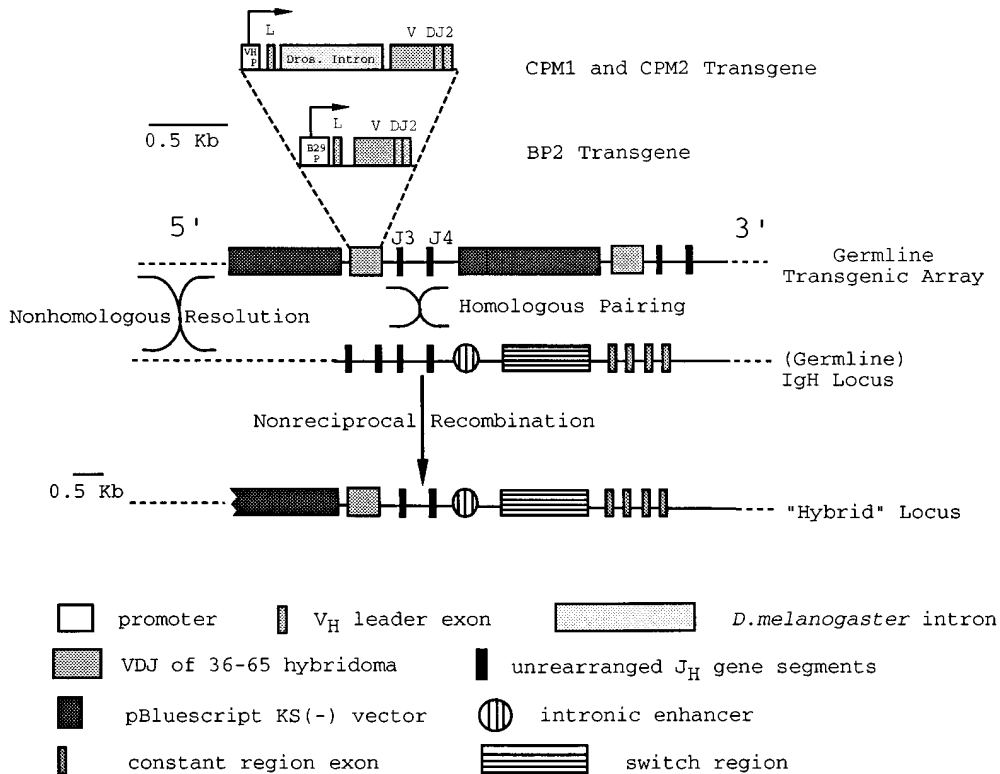 L V DJ2
VH P Dros. Intron
CPM1 and CPM2 Transgene
0.5 Kb
L V DJ2
B29 P
BP2 Transgene
5' J3 J4 3'
Germline
Transgenic Array
Nonhomologous Resolution
Homologous Pairing
(Germline)
IgH Locus
Nonreciprocal Recombination
0.5 Kb
"Hybrid" Locus
promoter
VH leader exon
D.melanogaster intron
VDJ of 36-65 hybridoma
unrearranged JH gene segments
pBluescript KS(-) vector
intronic enhancer
constant region exon
switch region